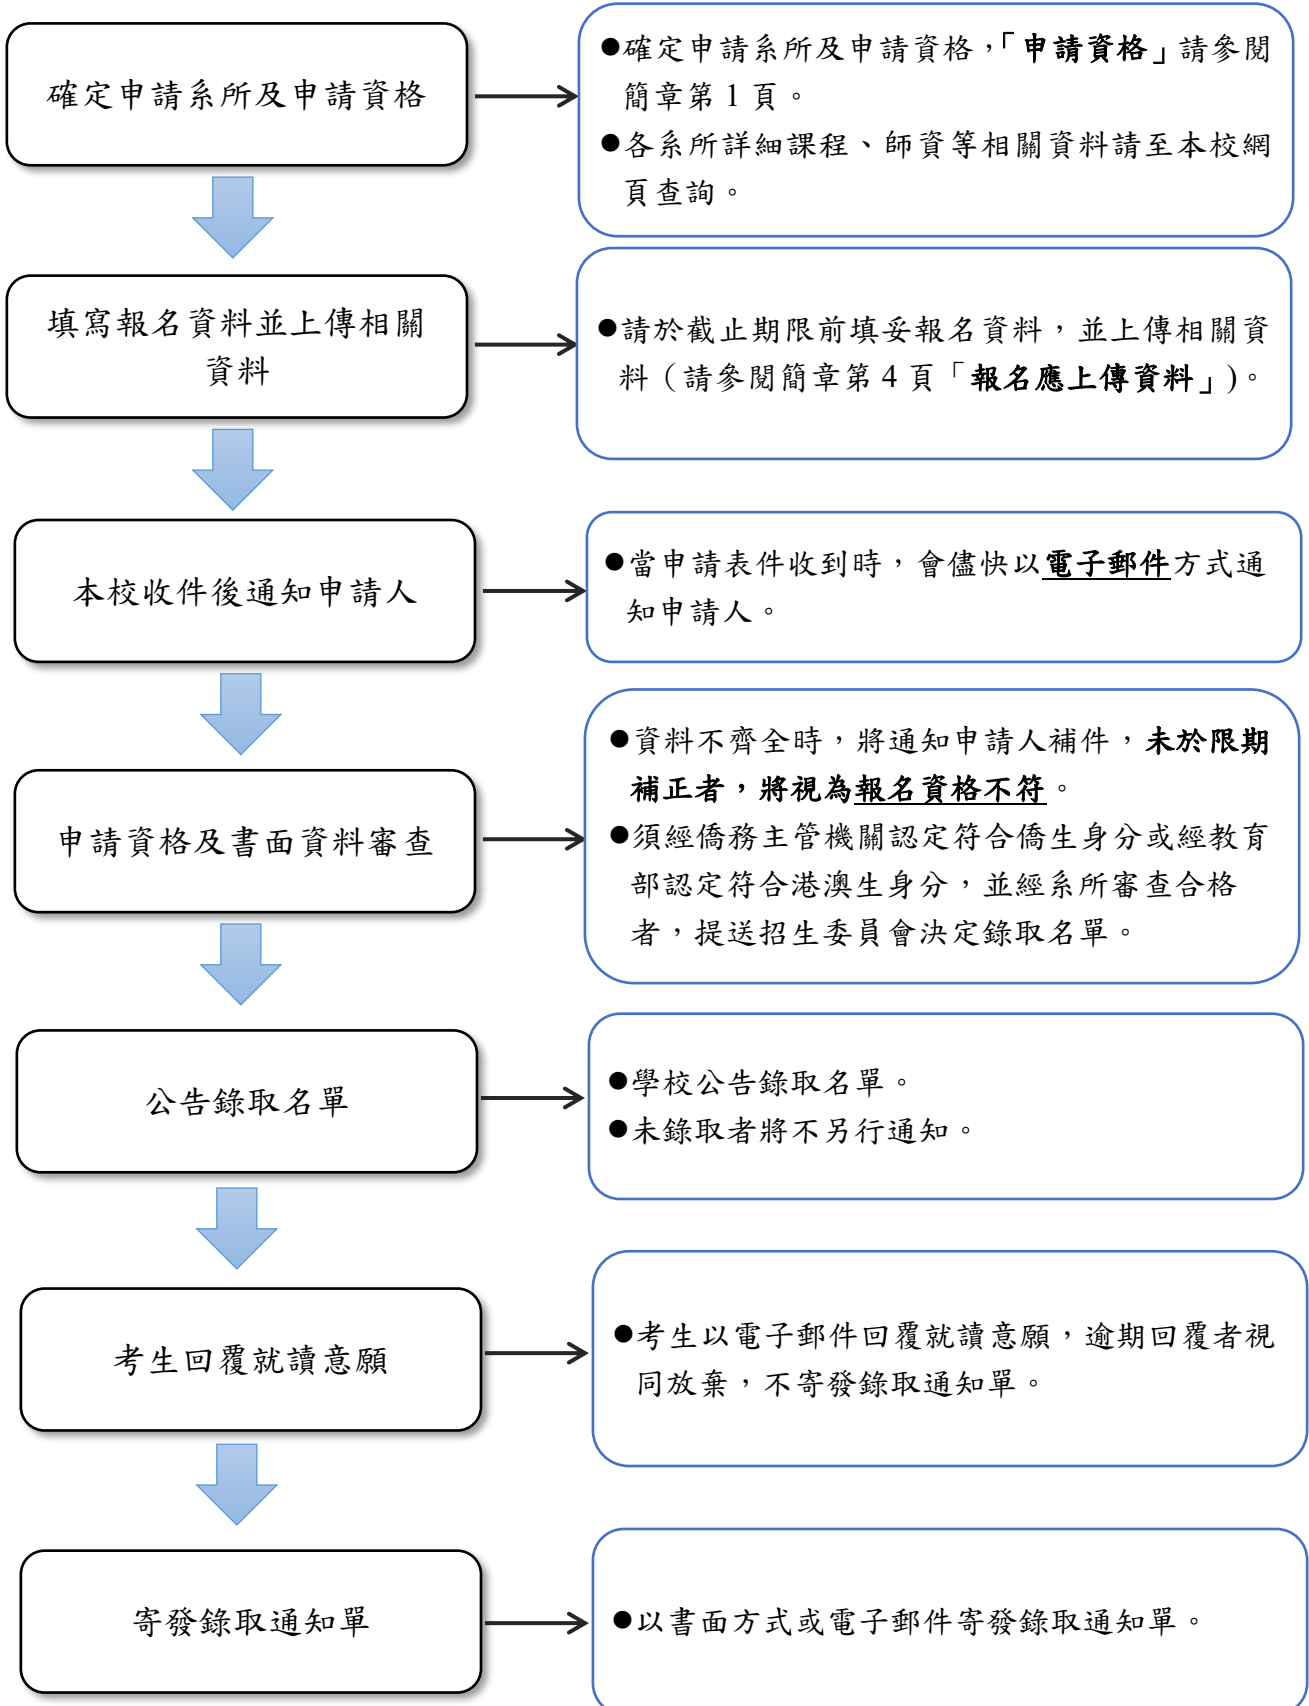 確定申請系所及申請資格
●確定申請系所及申請資格，「申請資格」請參閱
簡章第 1 頁。
●各系所詳細課程、師資等相關資料請至本校網
頁查詢。
填寫報名資料並上傳相關
資料
●請於截止期限前填妥報名資料，並上傳相關資
料（請參閱簡章第 4 頁「報名應上傳資料」)。
本校收件後通知申請人
●當申請表件收到時，會儘快以電子郵件方式通
知申請人。
申請資格及書面資料審查
●資料不齊全時，將通知申請人補件，未於限期
補正者，將視為報名資格不符。
●須經僑務主管機關認定符合僑生身分或經教育
部認定符合港澳生身分，並經系所審查合格
者，提送招生委員會決定錄取名單。
公告錄取名單
●學校公告錄取名單。
●未錄取者將不另行通知。
考生回覆就讀意願
●考生以電子郵件回覆就讀意願，逾期回覆者視
同放棄，不寄發錄取通知單。
寄發錄取通知單
●以書面方式或電子郵件寄發錄取通知單。